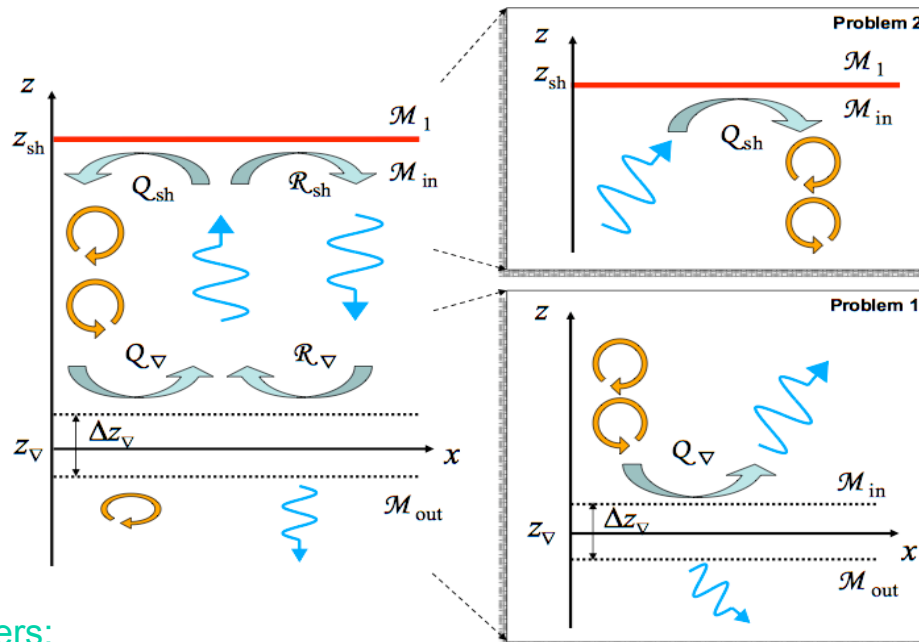 z
z_sh
ℳ_1
ℳ_in
Q_sh
ℛ_sh
Q_∇
ℛ_∇
Δz_∇
z_∇
x
ℳ_out
Problem 2
z
z_sh
ℳ_1
ℳ_in
Q_sh
Problem 1
z
Q_∇
ℳ_in
Δz_∇
z_∇
x
ℳ_out
ers: